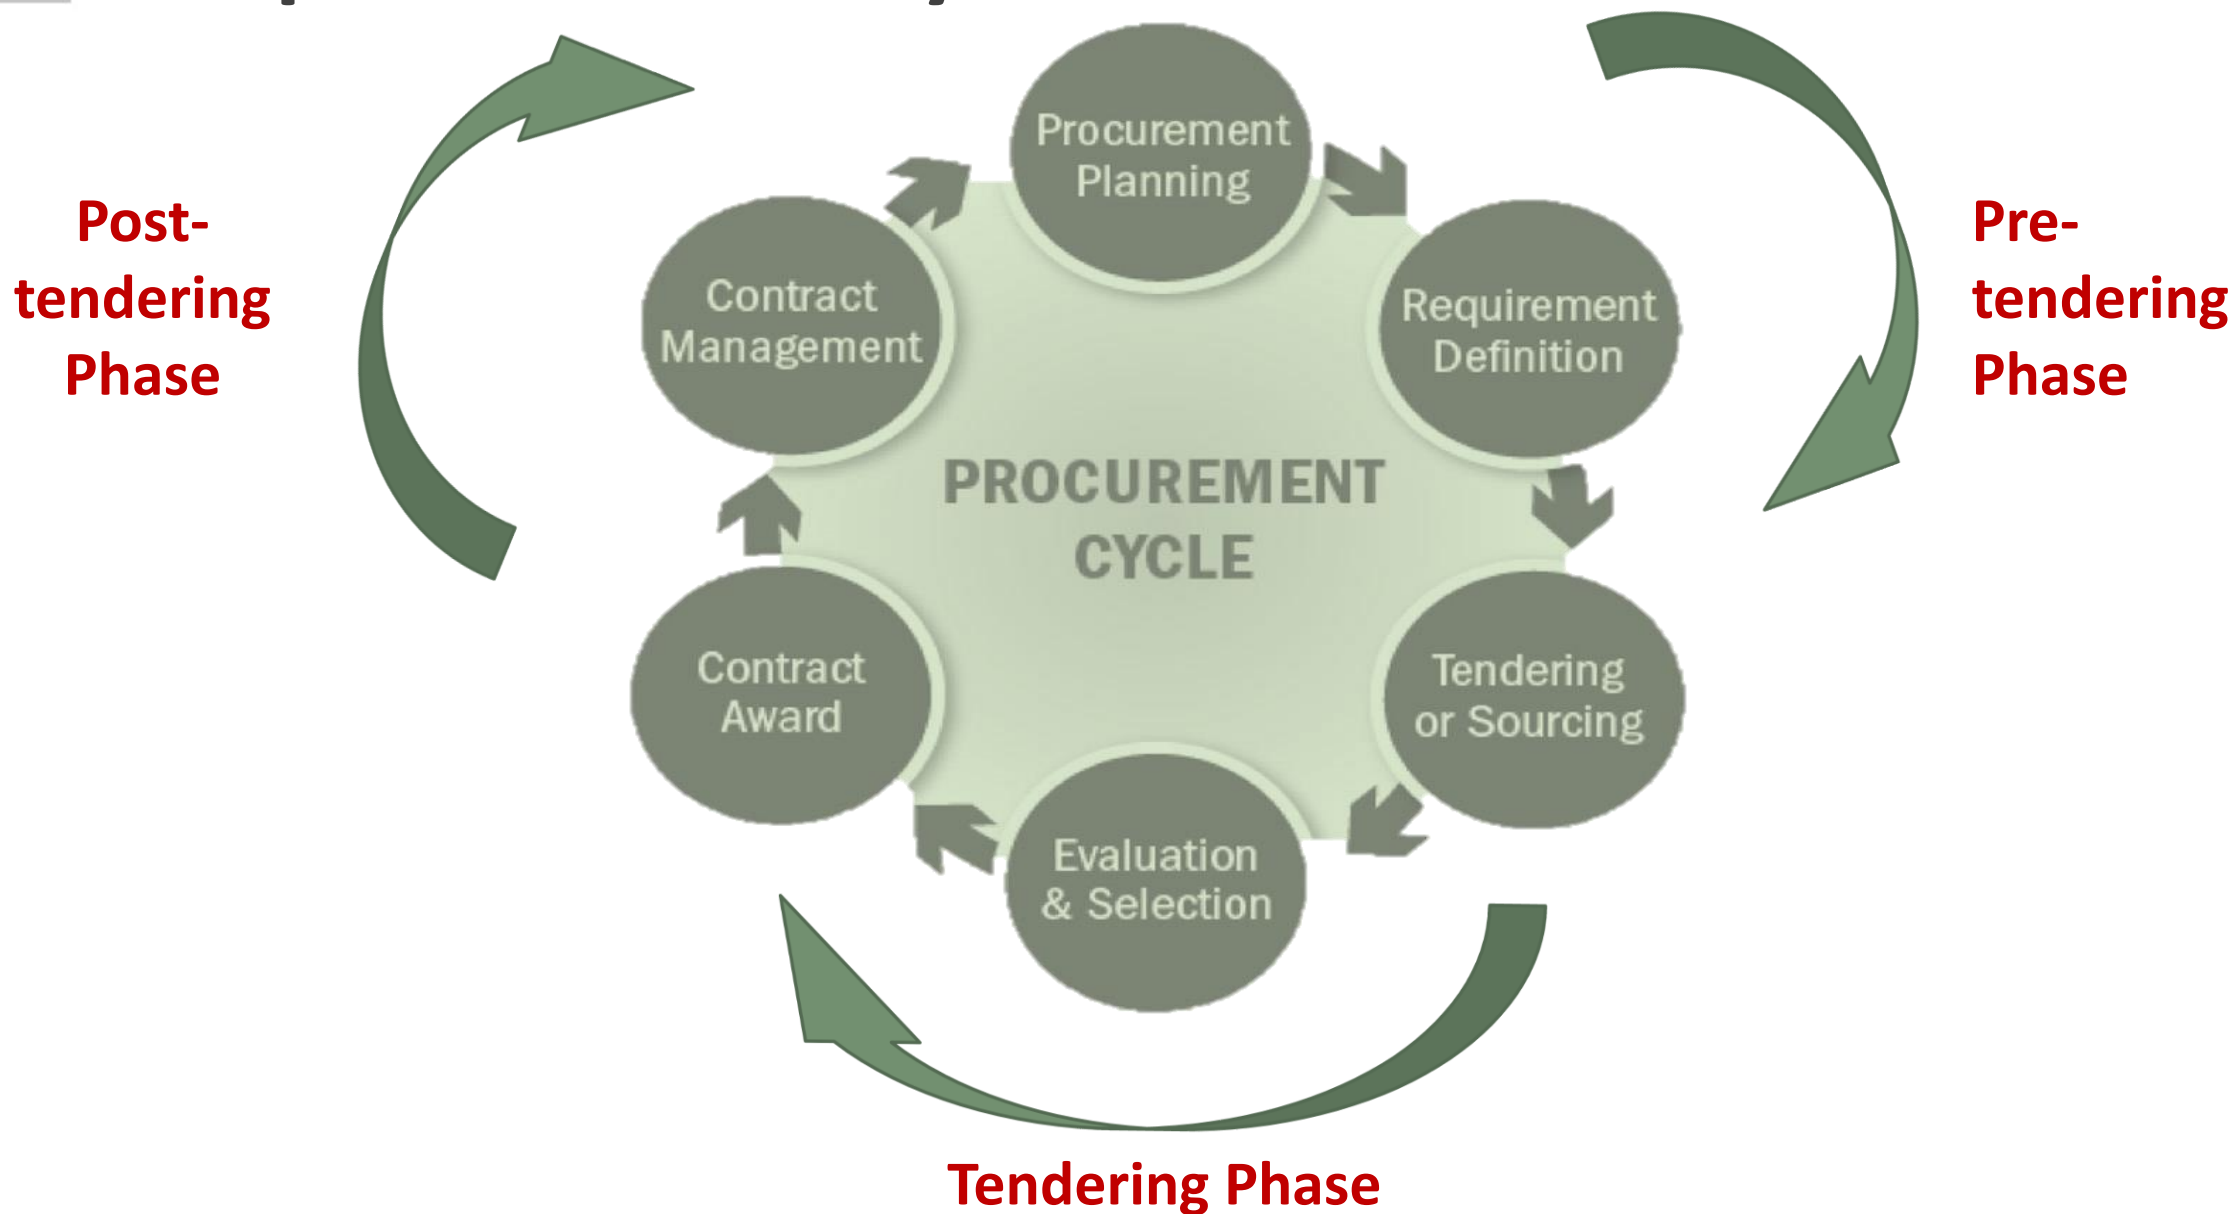 Procurement
Planning
Requirement
Definition
Tendering
or Sourcing
Evaluation
& Selection
Contract
Award
Contract
Management
PROCUREMENT
CYCLE
Pre-
tendering
Phase
Tendering Phase
Post-
tendering
Phase